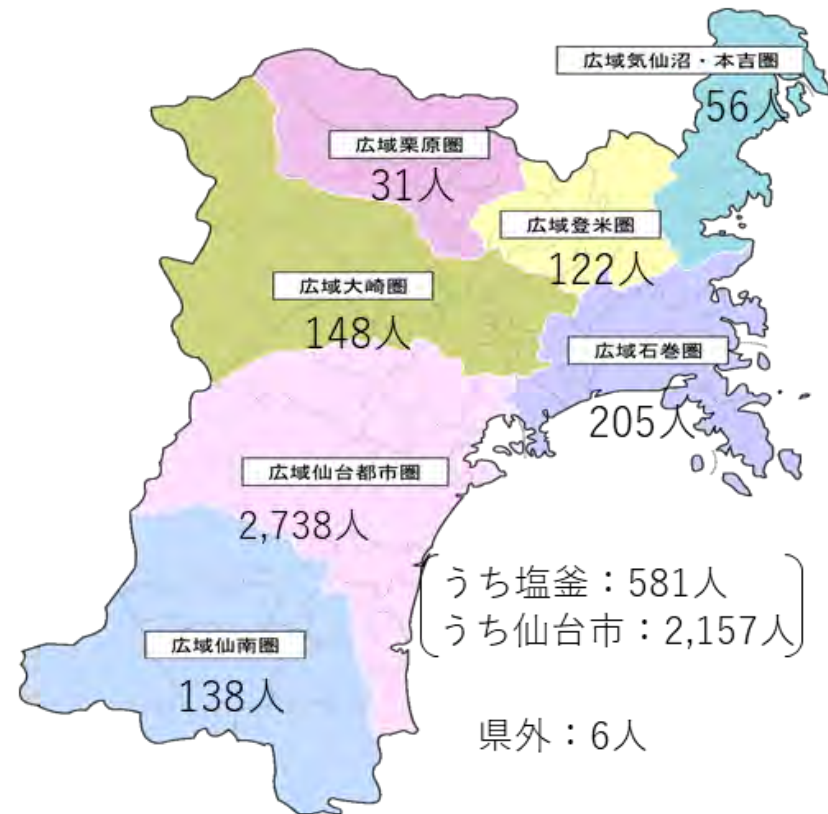 広域気仙沼・本吉圏
56人
広域栗原圏
31人
広域登米圏
122人
広域大崎圏
148人
広域石巻圏
205人
広域仙台都市圏
2,738人
うち塩釜：581人
うち仙台市：2,157人
広域仙南圏
138人
県外：6人